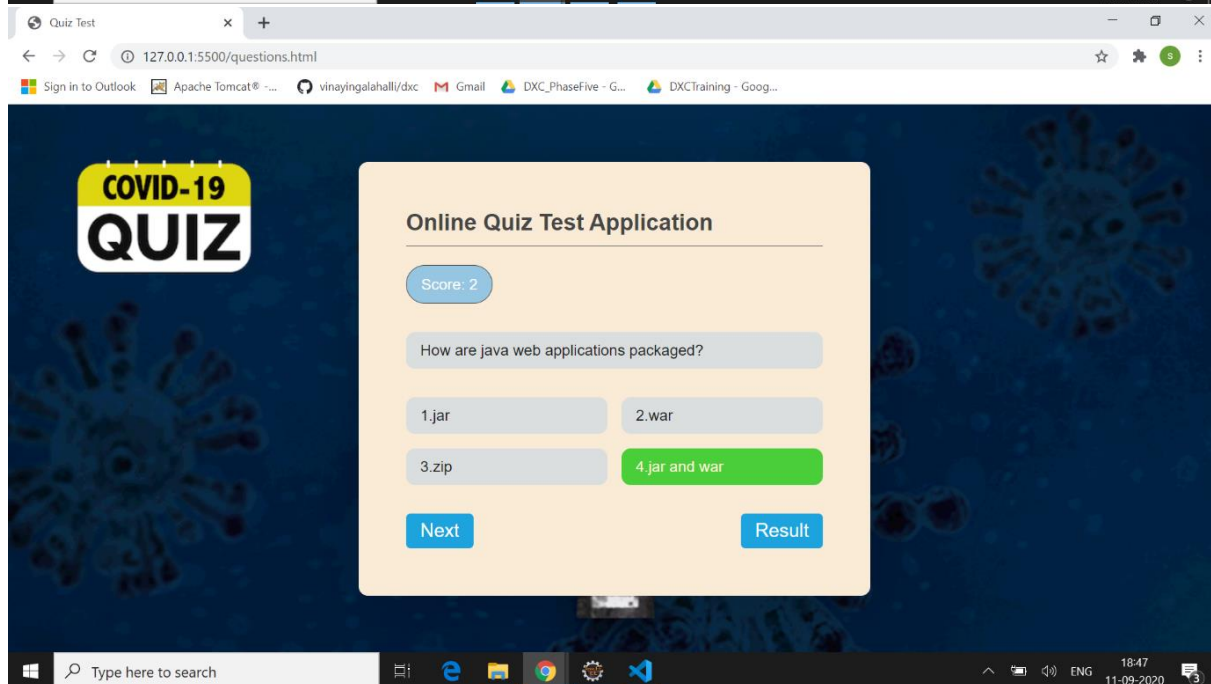 Quiz Test
127.0.0.1:5500/questions.html
S
Sign in to Outlook Apache Tomcat® -... vinayingalahalli/dxc Gmail DXC_PhaseFive - G... DXCTraining - Goog...
COVID-19
QUIZ
Online Quiz Test Application
Score: 2
How are java web applications packaged?
1.jar 2.war
3.zip 4.jar and war
Next Result
Type here to search ENG 18:47
11-09-2020 3